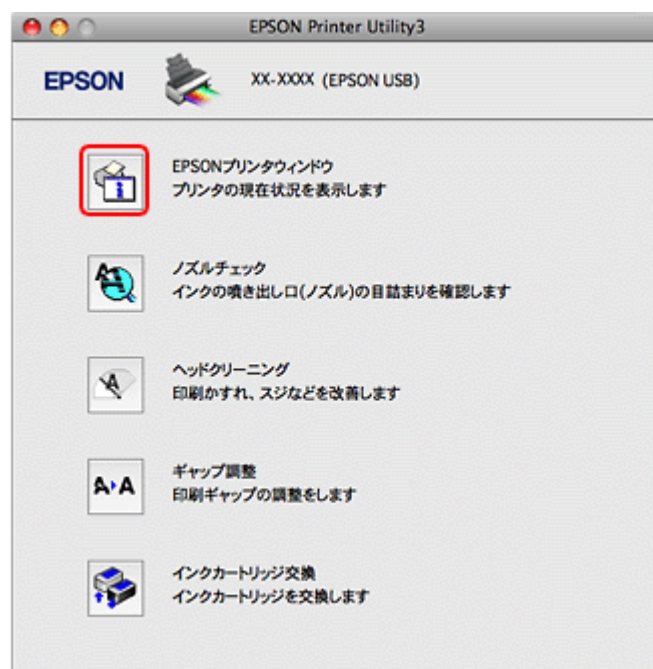 EPSON Printer Utility3
EPSON XX-XXXX (EPSON USB)
EPSONプリンタウィンドウ
プリンタの現在状況を表示します
ノズルチェック
インクの噴き出し口(ノズル)の目詰まりを確認します
ヘッドクリーニング
印刷かすれ、スジなどを改善します
ギャップ調整
印刷ギャップの調整をします
A A
インクカートリッジ交換
インクカートリッジを交換します